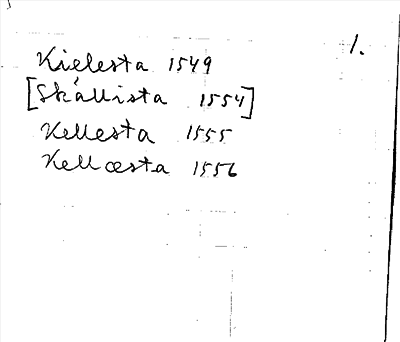 1.
Kielesta 1549
[Skållista 1554]
Kellesta 1555
Kellæsta 1556